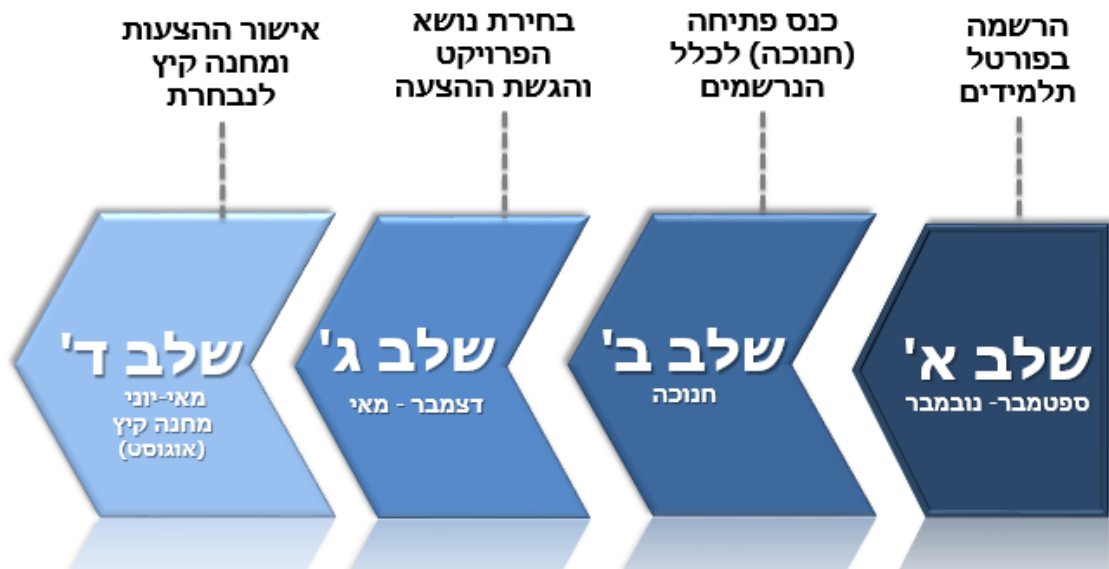 הרשמה
בפורטל
תלמידים
כנס פתיחה
(חנוכה) לכלל
הנרשמים
בחירת נושא
הפרויקט
והגשת ההצעה
אישור ההצעות
ומחנה קיץ
לנבחרת
שלב א'
ספטמבר- נובמבר
שלב ב'
חנוכה
שלב ג'
דצמבר - מאי
שלב ד'
מאי-יוני
מחנה קיץ
(אוגוסט)